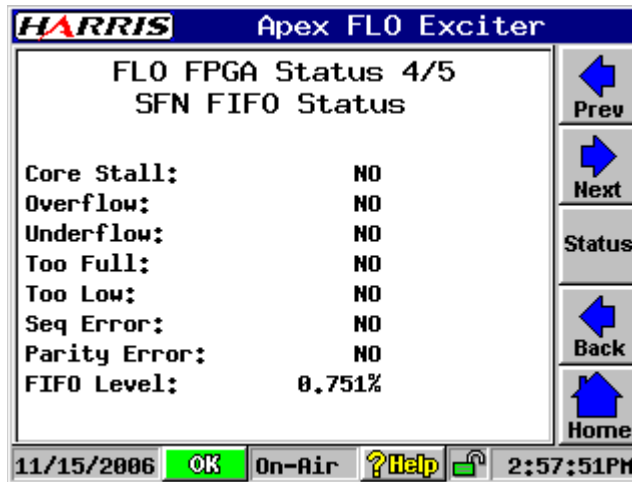 HARRIS Apex FLO Exciter
FLO FPGA Status 4/5
SFN FIFO Status
Core Stall: NO
Overflow: NO
Underflow: NO
Too Full: NO
Too Low: NO
Seq Error: NO
Parity Error: NO
FIFO Level: 0.751%
Prev
Next
Status
Back
Home
11/15/2006 OK On-Air ?Help 2:57:51PM